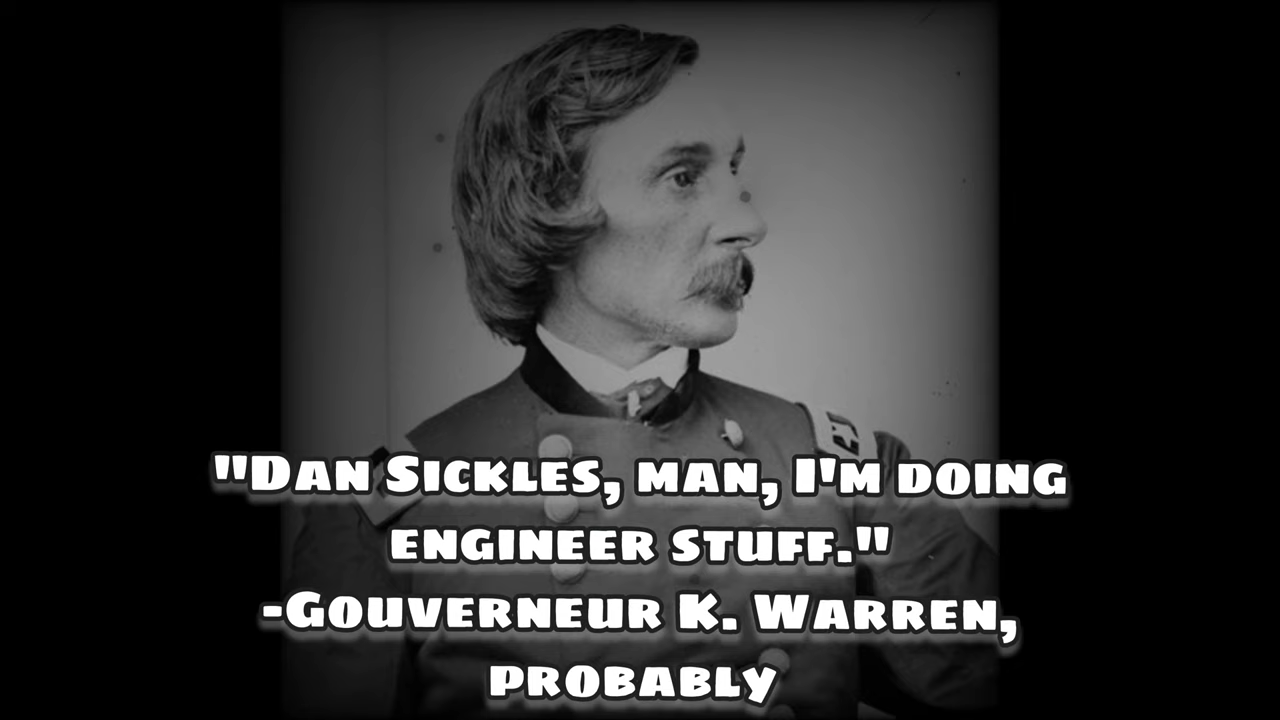 "Dan Sickles, man, I'm doing
engineer stuff."
-Gouverneur K. Warren,
probably